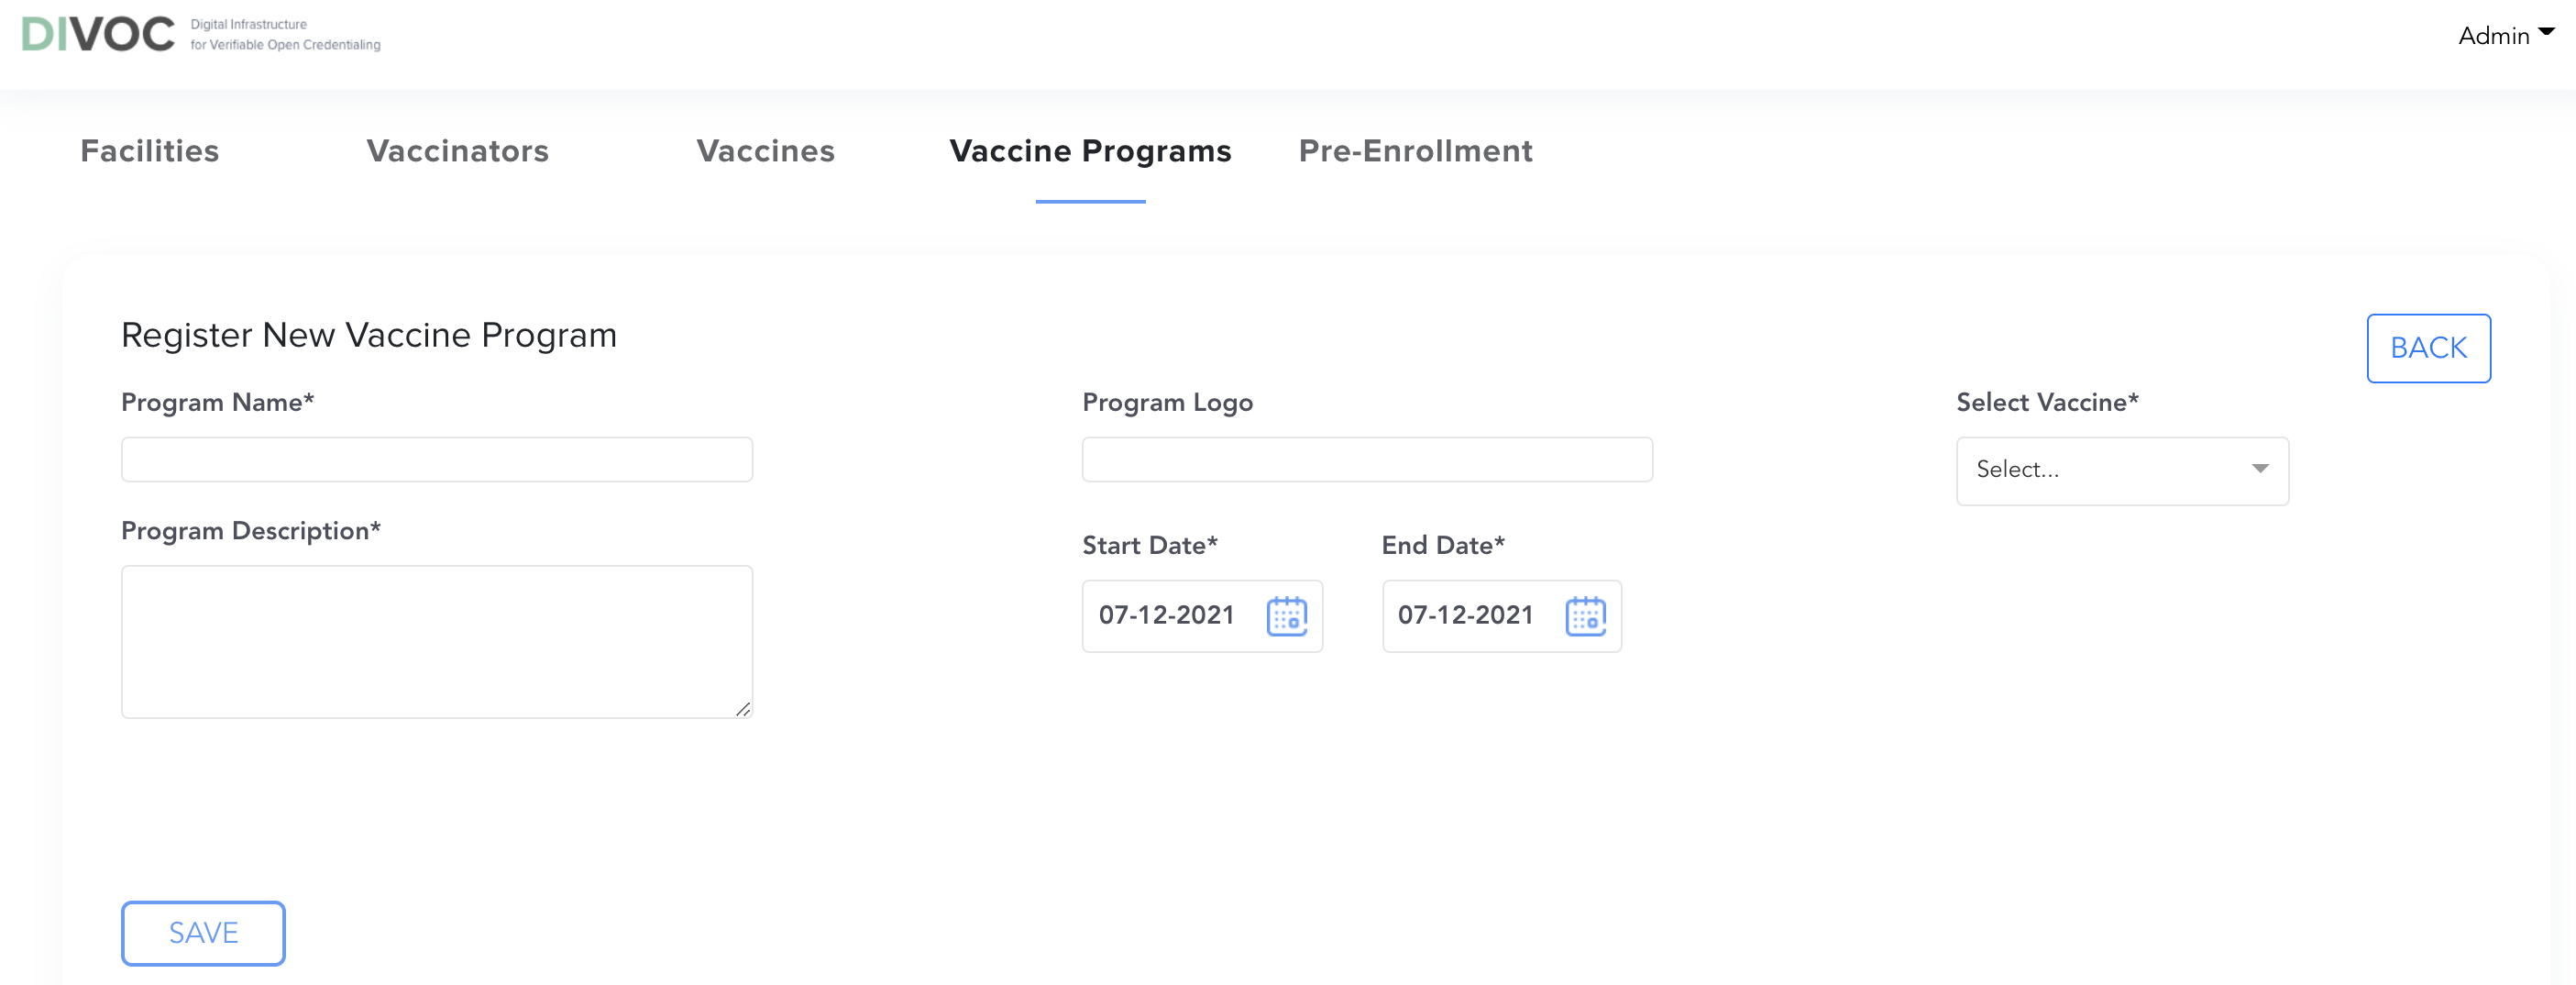 DIVOC
Digital Infrastructure
for Verifiable Open Credentialing
Admin
Facilities
Vaccinators
Vaccines
Vaccine Programs
Pre-Enrollment
Register New Vaccine Program
BACK
Program Name*
Program Logo
Select Vaccine*
Select...
Program Description*
Start Date*
End Date*
07-12-2021
07-12-2021
SAVE